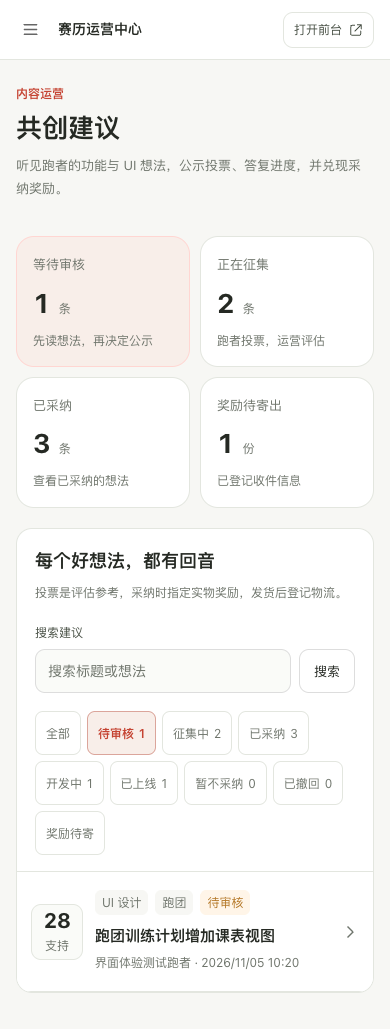 赛历运营中心
打开前台
内容运营
共创建议
听见跑者的功能与 UI 想法，公示投票、答复进度，并兑现采
纳奖励。
等待审核
1 条
先读想法，再决定公示
正在征集
2 条
跑者投票，运营评估
已采纳
3 条
查看已采纳的想法
奖励待寄出
1 份
已登记收件信息
每个好想法，都有回音
投票是评估参考，采纳时指定实物奖励，发货后登记物流。
搜索建议
搜索标题或想法
搜索
全部 待审核 1 征集中 2 已采纳 3
开发中 1 已上线 1 暂不采纳 0 已撤回 0
奖励待寄
28
支持
UI 设计 跑团 待审核
跑团训练计划增加课表视图
界面体验测试跑者 · 2026/11/05 10:20